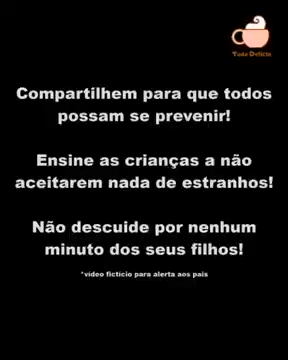 Tuda Delícia
Compartilhem para que todos
possam se prevenir!
Ensine as crianças a não
aceitarem nada de estranhos!
Não descuide por nenhum
minuto dos seus filhos!
*vídeo fictício para alerta aos pais